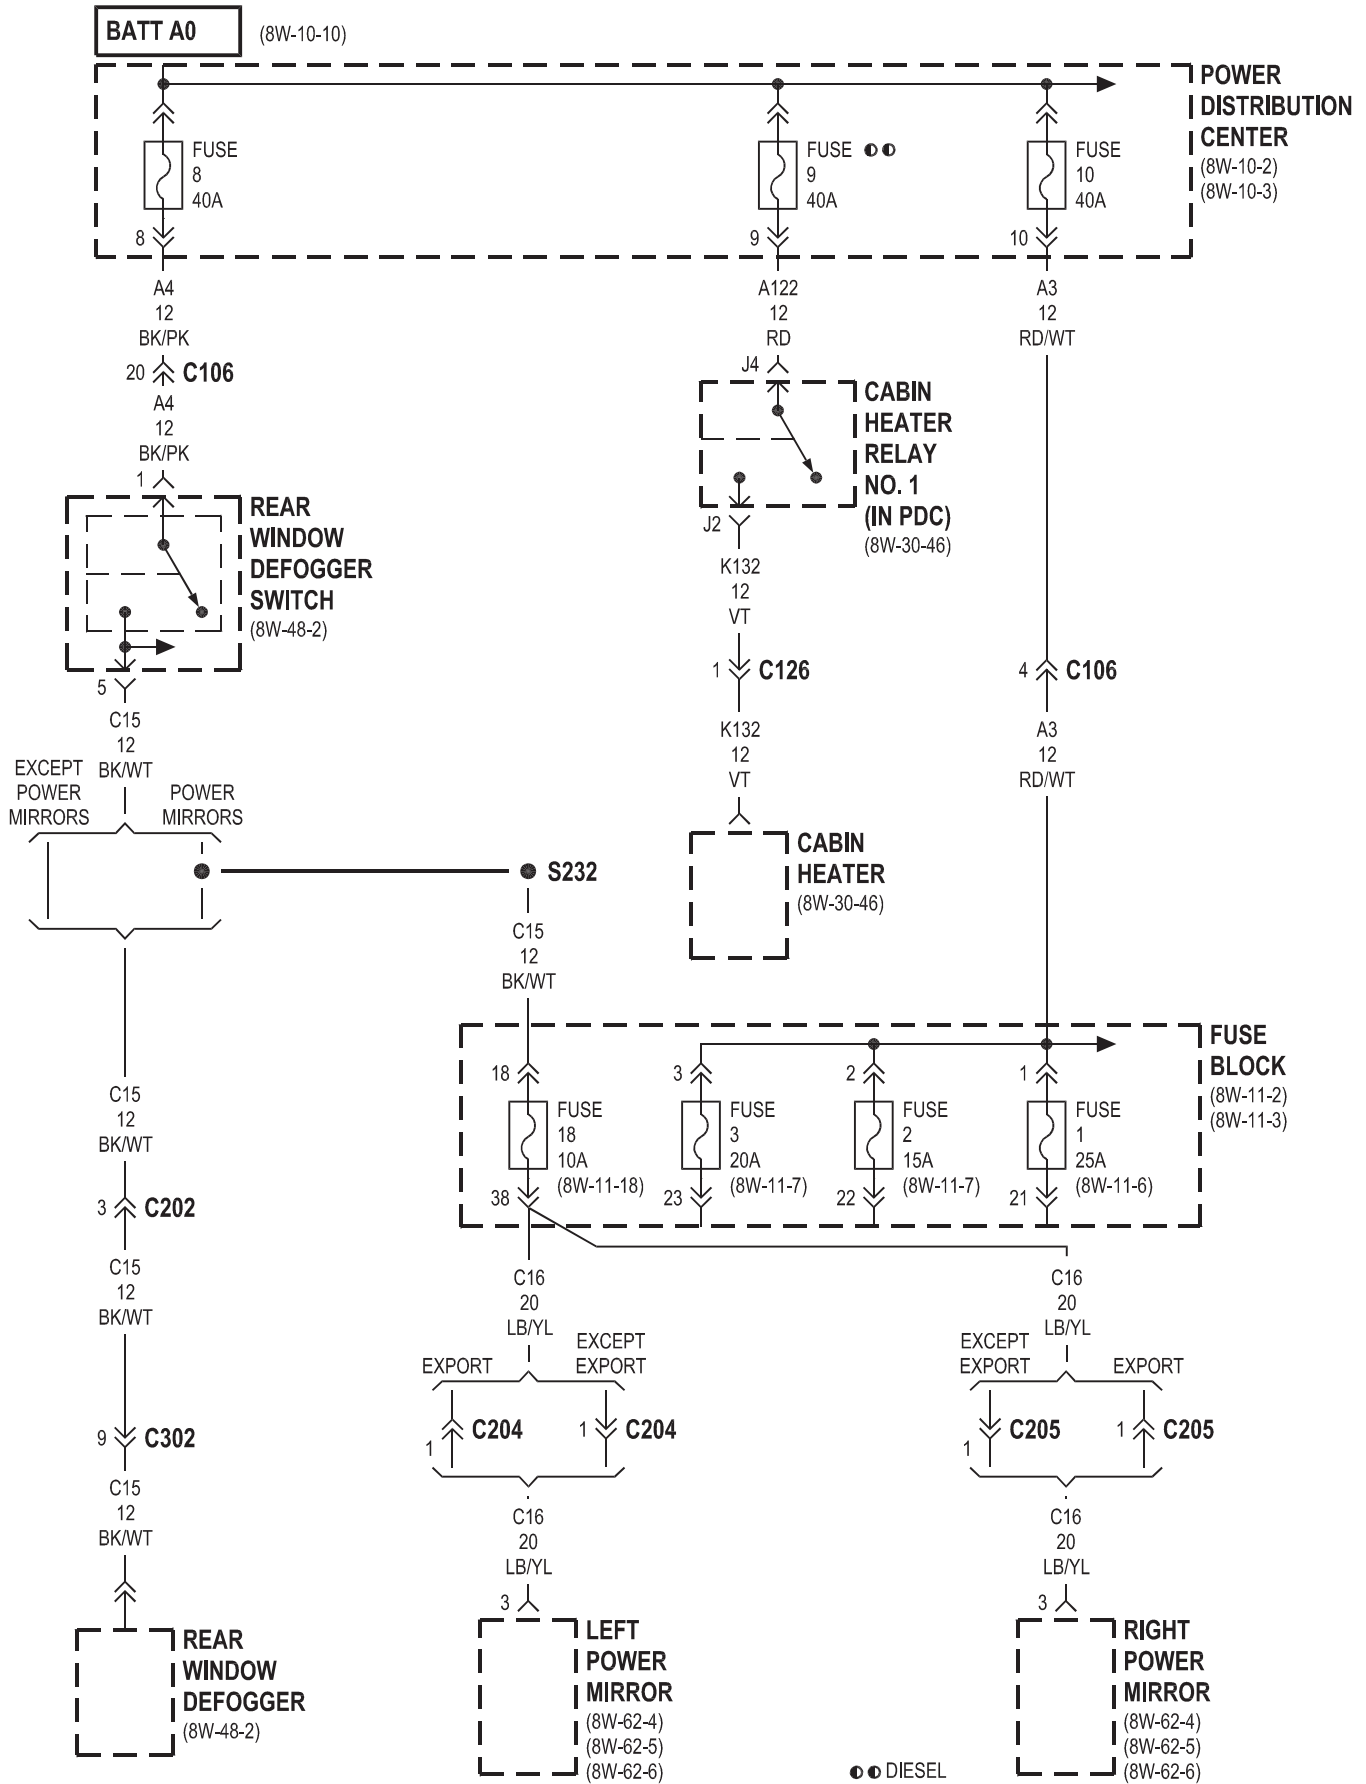 BATT A0 (8W-10-10)
POWER
DISTRIBUTION
CENTER
(8W-10-2)
(8W-10-3)
FUSE
8
40A
8
FUSE
9
40A
9
FUSE
10
40A
10
A4
12
BK/PK
20 C106
A4
12
BK/PK
1
REAR
WINDOW
DEFOGGER
SWITCH
(8W-48-2)
5
C15
12
BK/WT
EXCEPT
POWER
MIRRORS
POWER
MIRRORS
S232
A122
12
RD
J4
CABIN
HEATER
RELAY
NO. 1
(IN PDC)
(8W-30-46)
J2
K132
12
VT
1 C126
K132
12
VT
CABIN
HEATER
(8W-30-46)
A3
12
RD/WT
4 C106
A3
12
RD/WT
C15
12
BK/WT
FUSE
BLOCK
(8W-11-2)
(8W-11-3)
18
FUSE
18
10A
(8W-11-18)
38
3
FUSE
3
20A
(8W-11-7)
23
2
FUSE
2
15A
(8W-11-7)
22
1
FUSE
1
25A
(8W-11-6)
21
C15
12
BK/WT
3 C202
C15
12
BK/WT
9 C302
C15
12
BK/WT
REAR
WINDOW
DEFOGGER
(8W-48-2)
C16
20
LB/YL
EXPORT
EXCEPT
EXPORT
1 C204
1 C204
C16
20
LB/YL
3
LEFT
POWER
MIRROR
(8W-62-4)
(8W-62-5)
(8W-62-6)
C16
20
LB/YL
EXCEPT
EXPORT
EXPORT
1 C205
1 C205
C16
20
LB/YL
3
RIGHT
POWER
MIRROR
(8W-62-4)
(8W-62-5)
(8W-62-6)
DIESEL